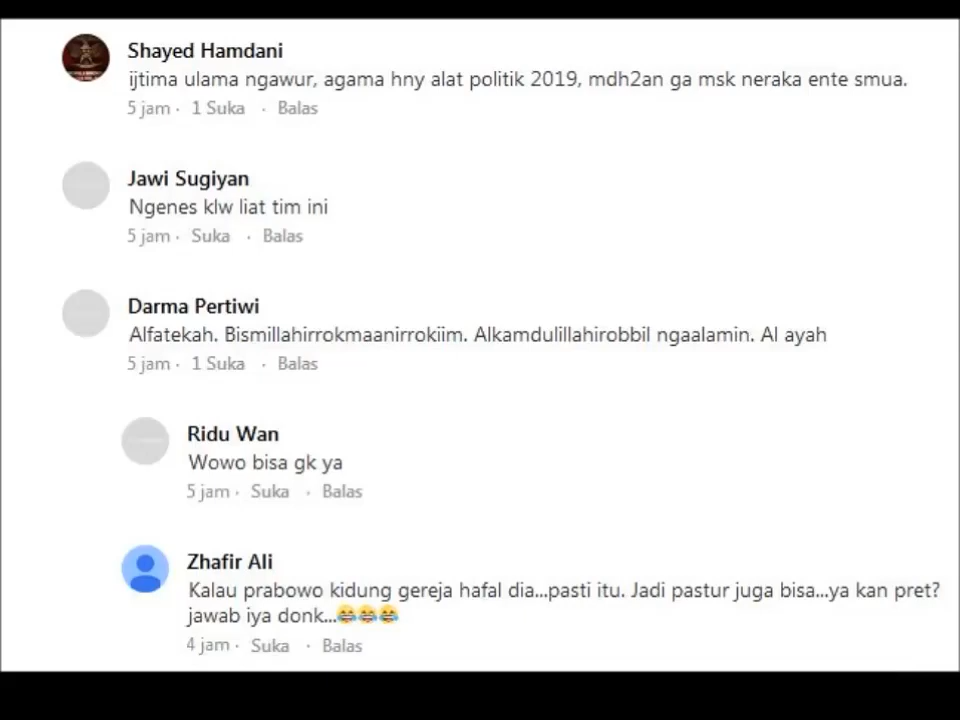 Shayed Hamdani
ijtima ulama ngawur, agama hny alat politik 2019, mdh2an ga msk neraka ente smua.
5 jam · 1 Suka · Balas
Jawi Sugiyan
Ngenes klw liat tim ini
5 jam · Suka · Balas
Darma Pertiwi
Alfatekah. Bismillahirrokmaanirrokiim. Alkamdulillahirobbil ngaalamin. Al ayah
5 jam · 1 Suka · Balas
Ridu Wan
Wowo bisa gk ya
5 jam · Suka · Balas
Zhafir Ali
Kalau prabowo kidung gereja hafal dia...pasti itu. Jadi pastur juga bisa...ya kan pret?
jawab iya donk...😂😂😂
4 jam · Suka · Balas